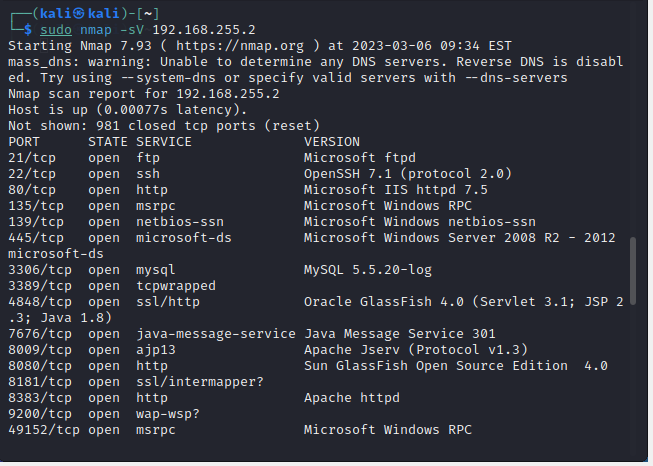 ┌──(kali㉿kali)-[~]
└─$ sudo nmap -sV 192.168.255.2
Starting Nmap 7.93 ( https://nmap.org ) at 2023-03-06 09:34 EST
mass_dns: warning: Unable to determine any DNS servers. Reverse DNS is disabl
ed. Try using --system-dns or specify valid servers with --dns-servers
Nmap scan report for 192.168.255.2
Host is up (0.00077s latency).
Not shown: 981 closed tcp ports (reset)
PORT      STATE SERVICE              VERSION
21/tcp    open  ftp                  Microsoft ftpd
22/tcp    open  ssh                  OpenSSH 7.1 (protocol 2.0)
80/tcp    open  http                 Microsoft IIS httpd 7.5
135/tcp   open  msrpc                Microsoft Windows RPC
139/tcp   open  netbios-ssn          Microsoft Windows netbios-ssn
445/tcp   open  microsoft-ds         Microsoft Windows Server 2008 R2 - 2012
microsoft-ds
3306/tcp  open  mysql                MySQL 5.5.20-log
3389/tcp  open  tcpwrapped
4848/tcp  open  ssl/http             Oracle GlassFish 4.0 (Servlet 3.1; JSP 2
.3; Java 1.8)
7676/tcp  open  java-message-service Java Message Service 301
8009/tcp  open  ajp13                Apache Jserv (Protocol v1.3)
8080/tcp  open  http                 Sun GlassFish Open Source Edition  4.0
8181/tcp  open  ssl/intermapper?
8383/tcp  open  http                 Apache httpd
9200/tcp  open  wap-wsp?
49152/tcp open  msrpc                Microsoft Windows RPC